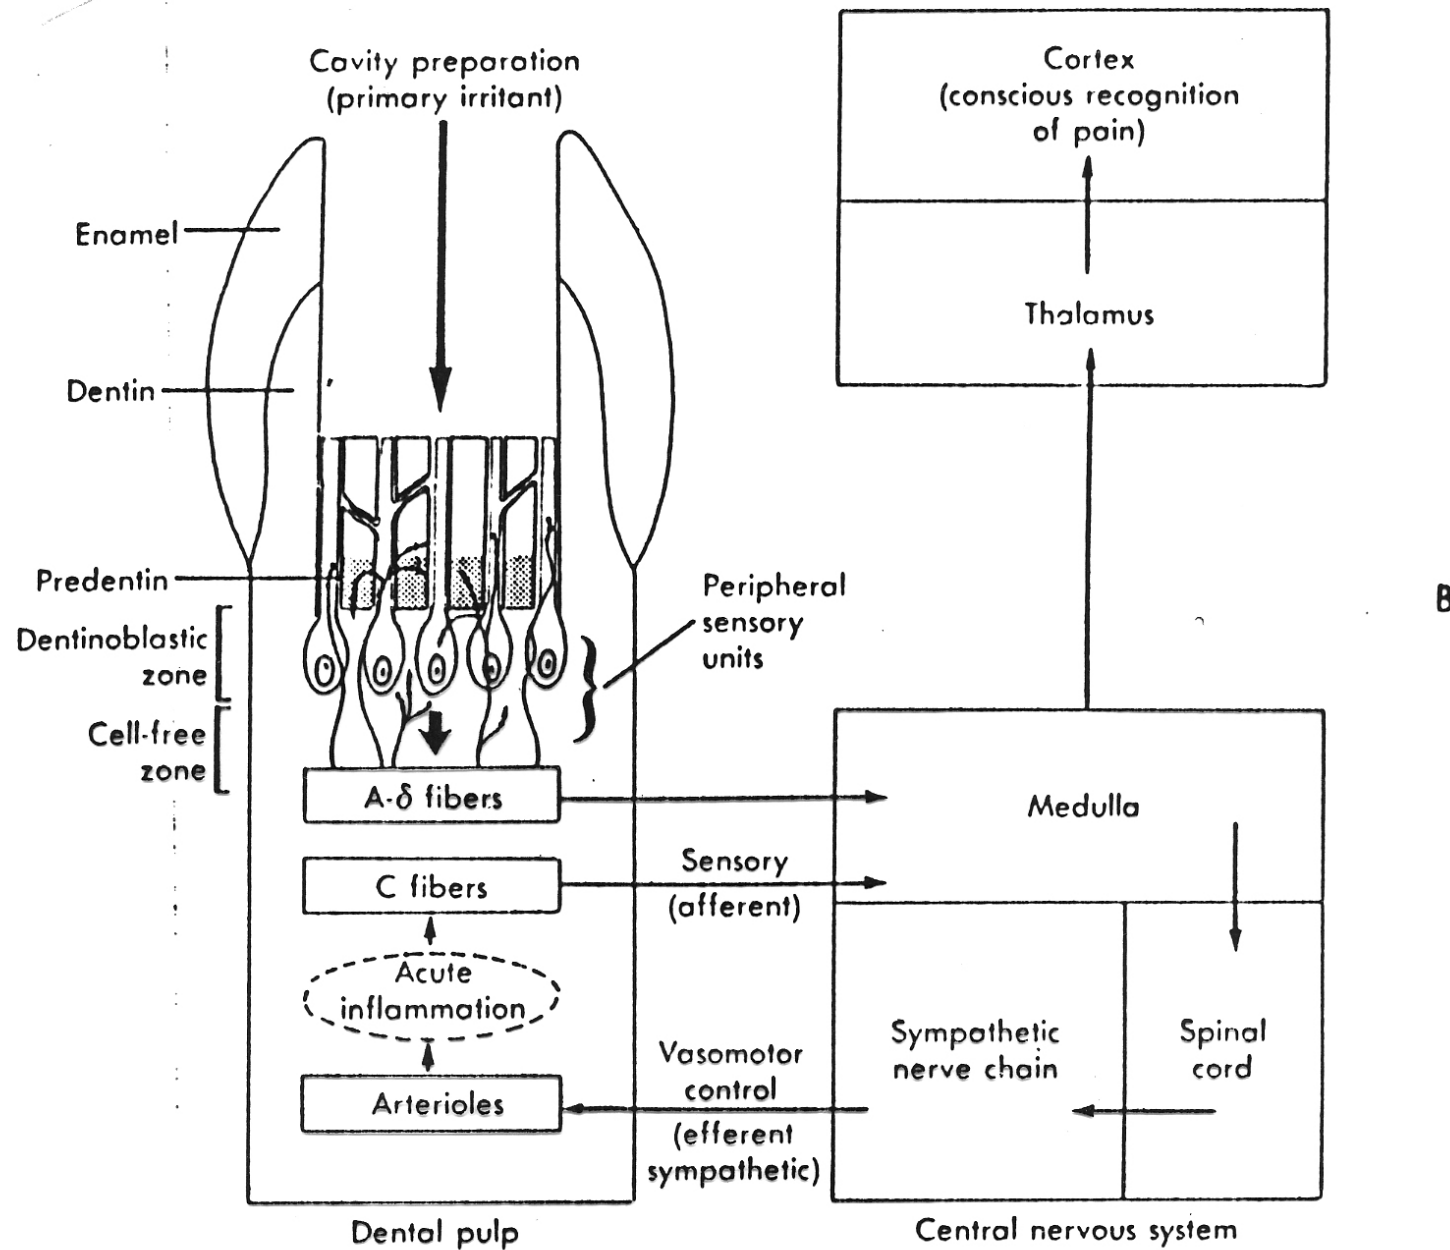 Cavity preparation
(primary irritant)
Enamel
Dentin
Predentin
Dentinoblastic
zone
Cell-free
zone
Peripheral
sensory
units
A-δ fibers
C fibers
Acute
inflammation
Arterioles
Dental pulp
Sensory
(afferent)
Vasomotor
control
(efferent
sympathetic)
Cortex
(conscious recognition
of pain)
Thalamus
Medulla
Sympathetic
nerve chain
Spinal
cord
Central nervous system
B